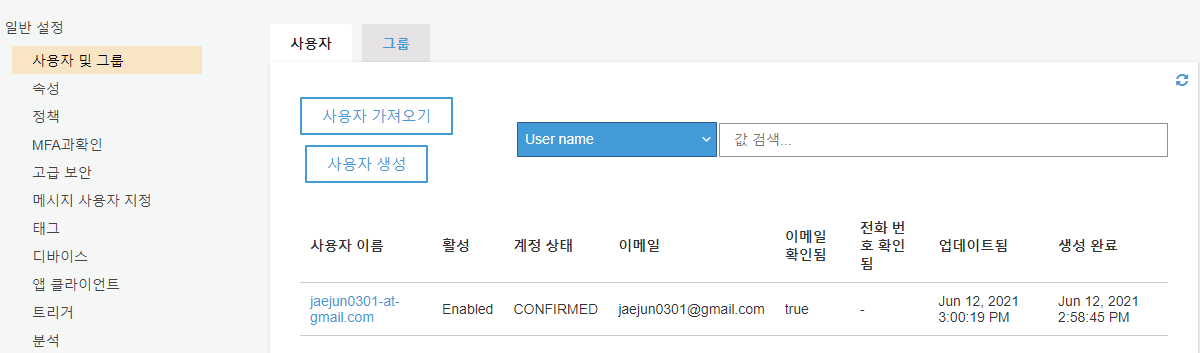 일반 설정
사용자 및 그룹
속성
정책
MFA과확인
고급 보안
메시지 사용자 지정
태그
디바이스
앱 클라이언트
트리거
분석
사용자 그룹
사용자 가져오기
사용자 생성
User name 값 검색...
사용자 이름 활성 계정 상태 이메일 이메일 확인됨 전화 번호 확인됨 업데이트됨 생성 완료
jaejun0301-at-gmail.com Enabled CONFIRMED jaejun0301@gmail.com true - Jun 12, 2021 3:00:19 PM Jun 12, 2021 2:58:45 PM